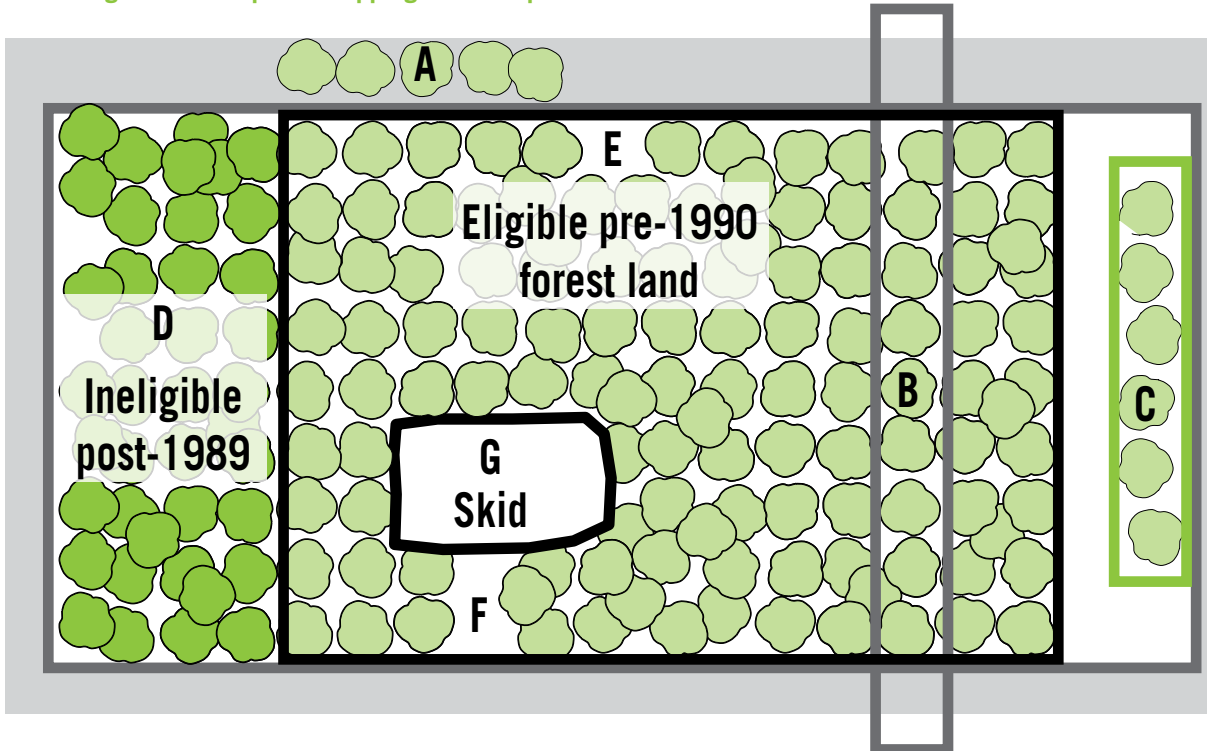 A
E
Eligible pre-1990
forest land
D
Ineligible
post-1989
B
C
G
Skid
F